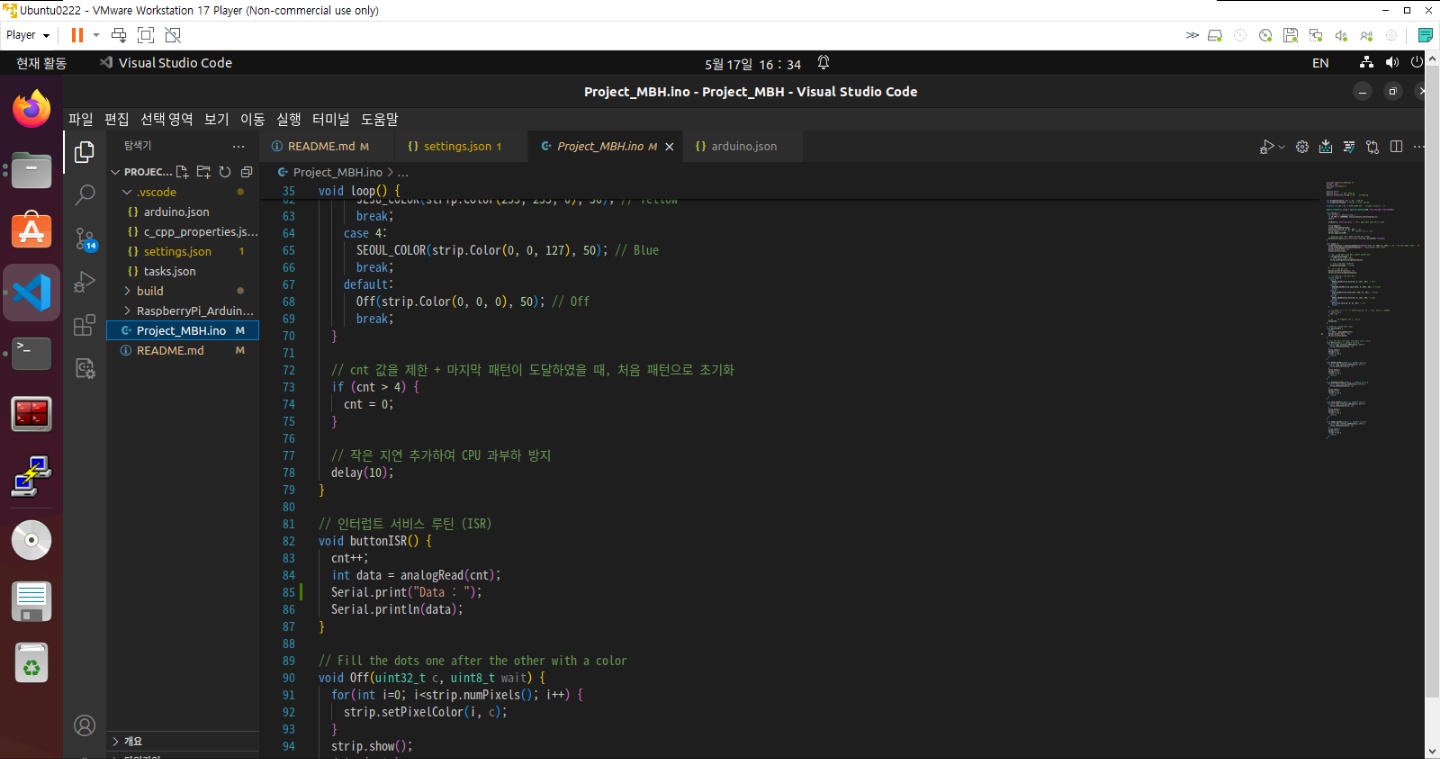 Ubuntu0222 - VMware Workstation 17 Player (Non-commercial use only)
Player
현재 활동
Visual Studio Code
5월 17일 16 : 34
EN
Project_MBH.ino - Project_MBH - Visual Studio Code
파일 편집 선택 영역 보기 이동 실행 터미널 도움말
탐색기
README.md M
settings.json 1
Project_MBH.ino M
arduino.json
PROJEC...
.vscode
arduino.json
c_cpp_properties.js...
settings.json 1
tasks.json
build
RaspberryPi_Arduin...
Project_MBH.ino M
README.md M
14
개요
Project_MBH.ino > ...
35 void loop() {
63 break;
64 case 4:
65 SEOUL_COLOR(strip.Color(0, 0, 127), 50); // Blue
66 break;
67 default:
68 Off(strip.Color(0, 0, 0), 50); // Off
69 break;
70 }
71
72 // cnt 값을 제한 + 마지막 패턴이 도달하였을 때, 처음 패턴으로 초기화
73 if (cnt > 4) {
74 cnt = 0;
75 }
76
77 // 작은 지연 추가하여 CPU 과부하 방지
78 delay(10);
79 }
80
81 // 인터럽트 서비스 루틴 (ISR)
82 void buttonISR() {
83 cnt++;
84 int data = analogRead(cnt);
85 Serial.print("Data : ");
86 Serial.println(data);
87 }
88
89 // Fill the dots one after the other with a color
90 void Off(uint32_t c, uint8_t wait) {
91 for(int i=0; i<strip.numPixels(); i++) {
92 strip.setPixelColor(i, c);
93 }
94 strip.show();